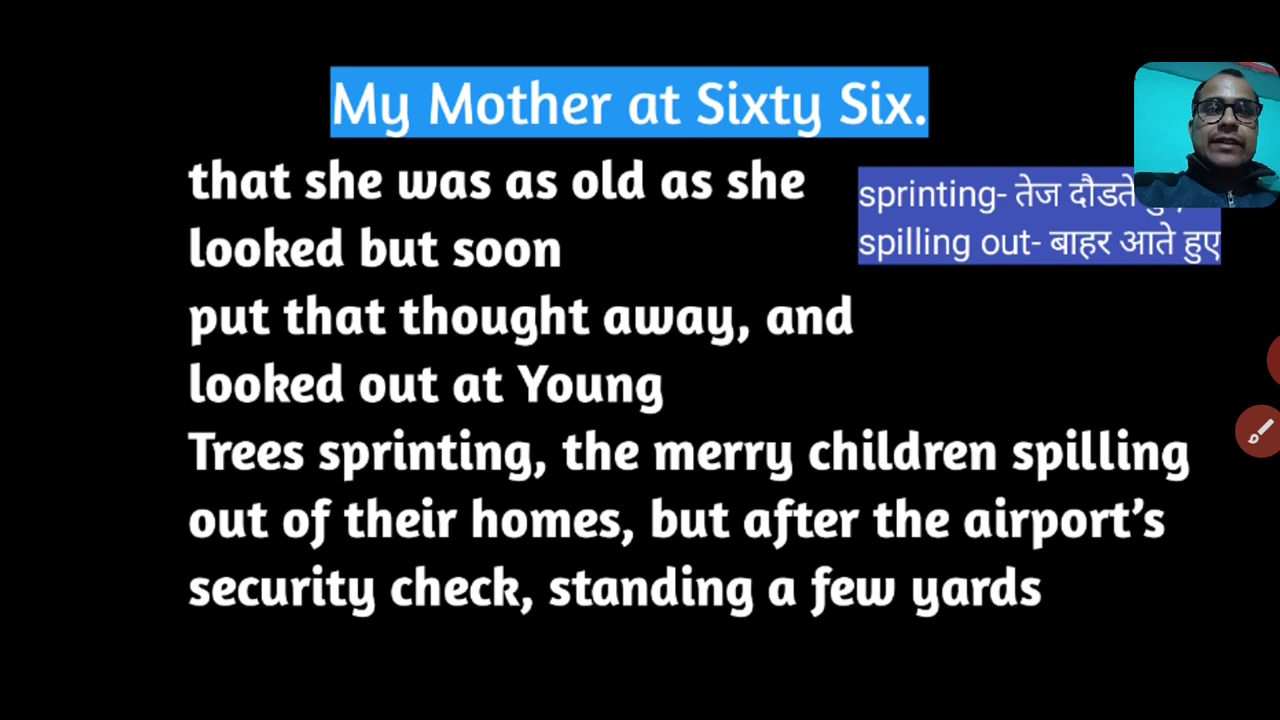 My Mother at Sixty Six.
that she was as old as she
looked but soon
put that thought away, and
looked out at Young
Trees sprinting, the merry children spilling
out of their homes, but after the airport's
security check, standing a few yards
sprinting- तेज दौडते
spilling out- बाहर आते हुए